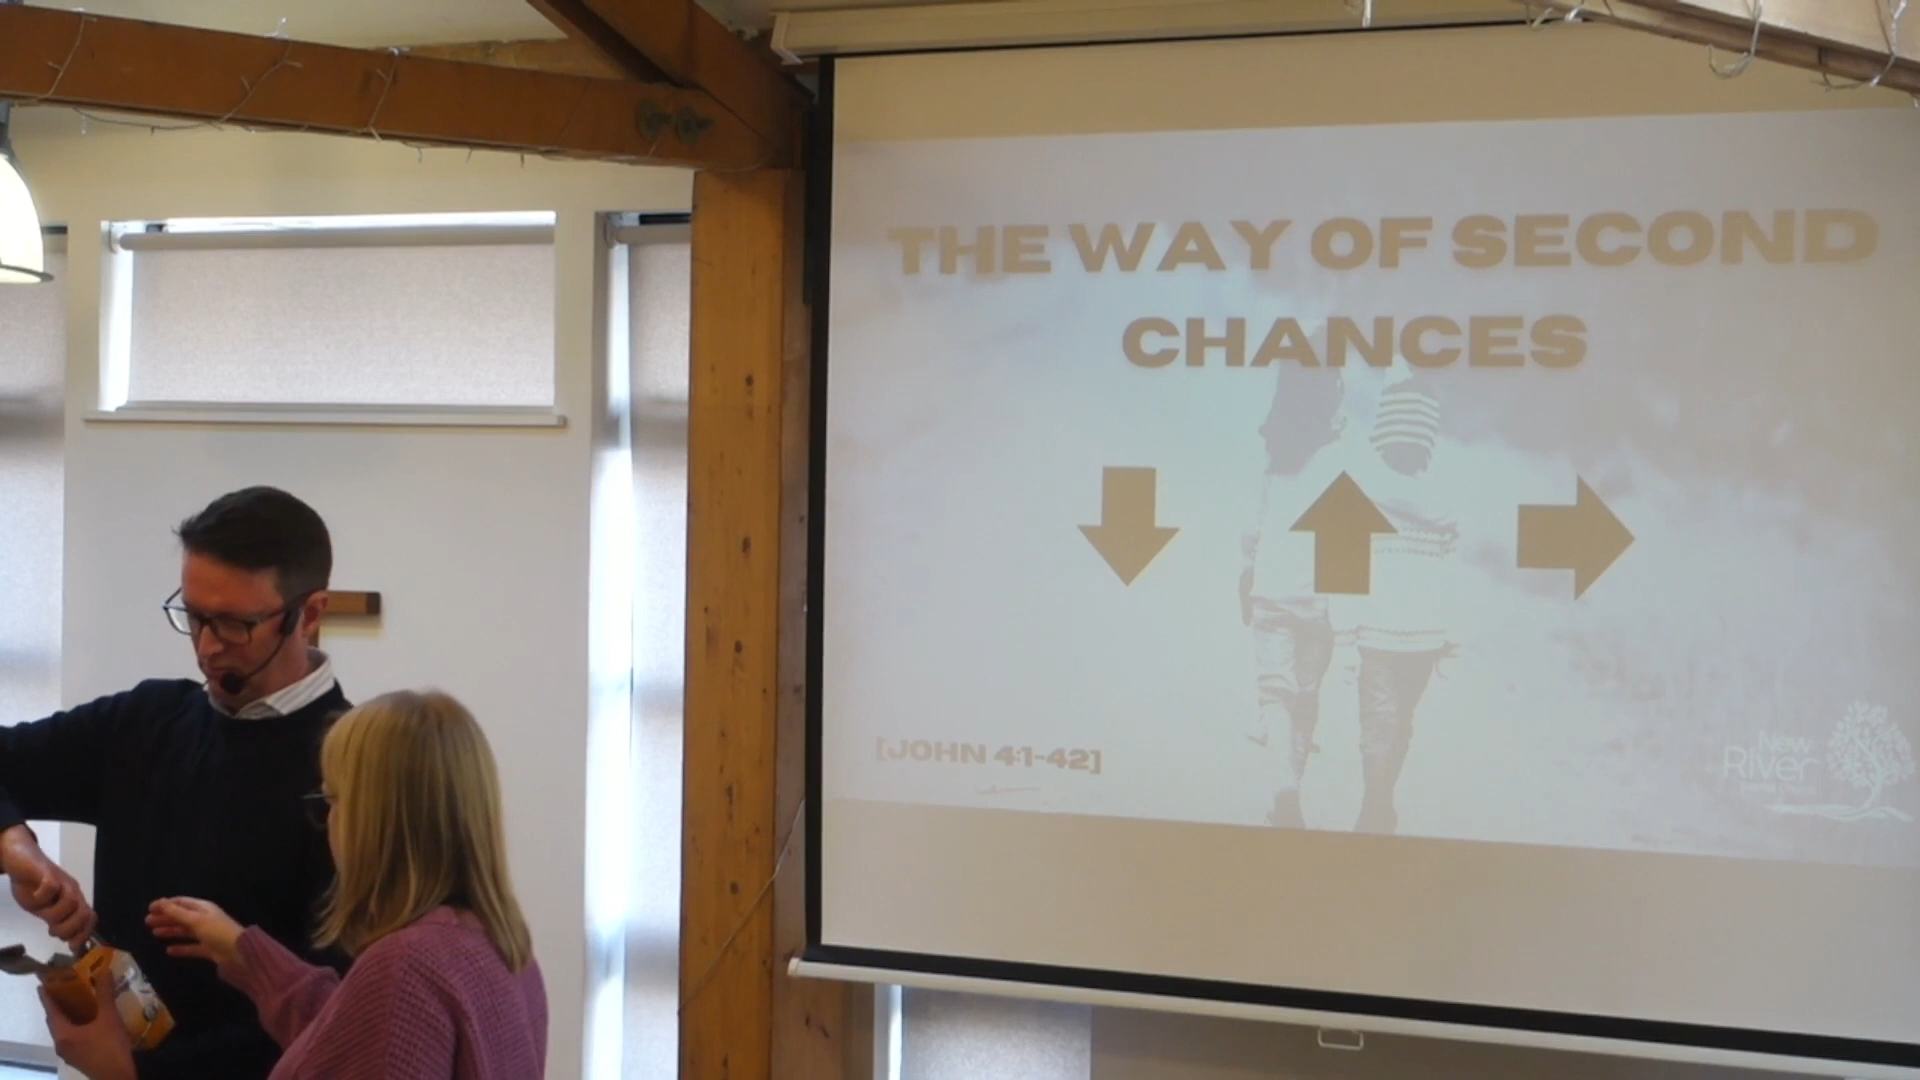 THE WAY OF SECOND
CHANCES
[JOHN 4:1-42]
New
River